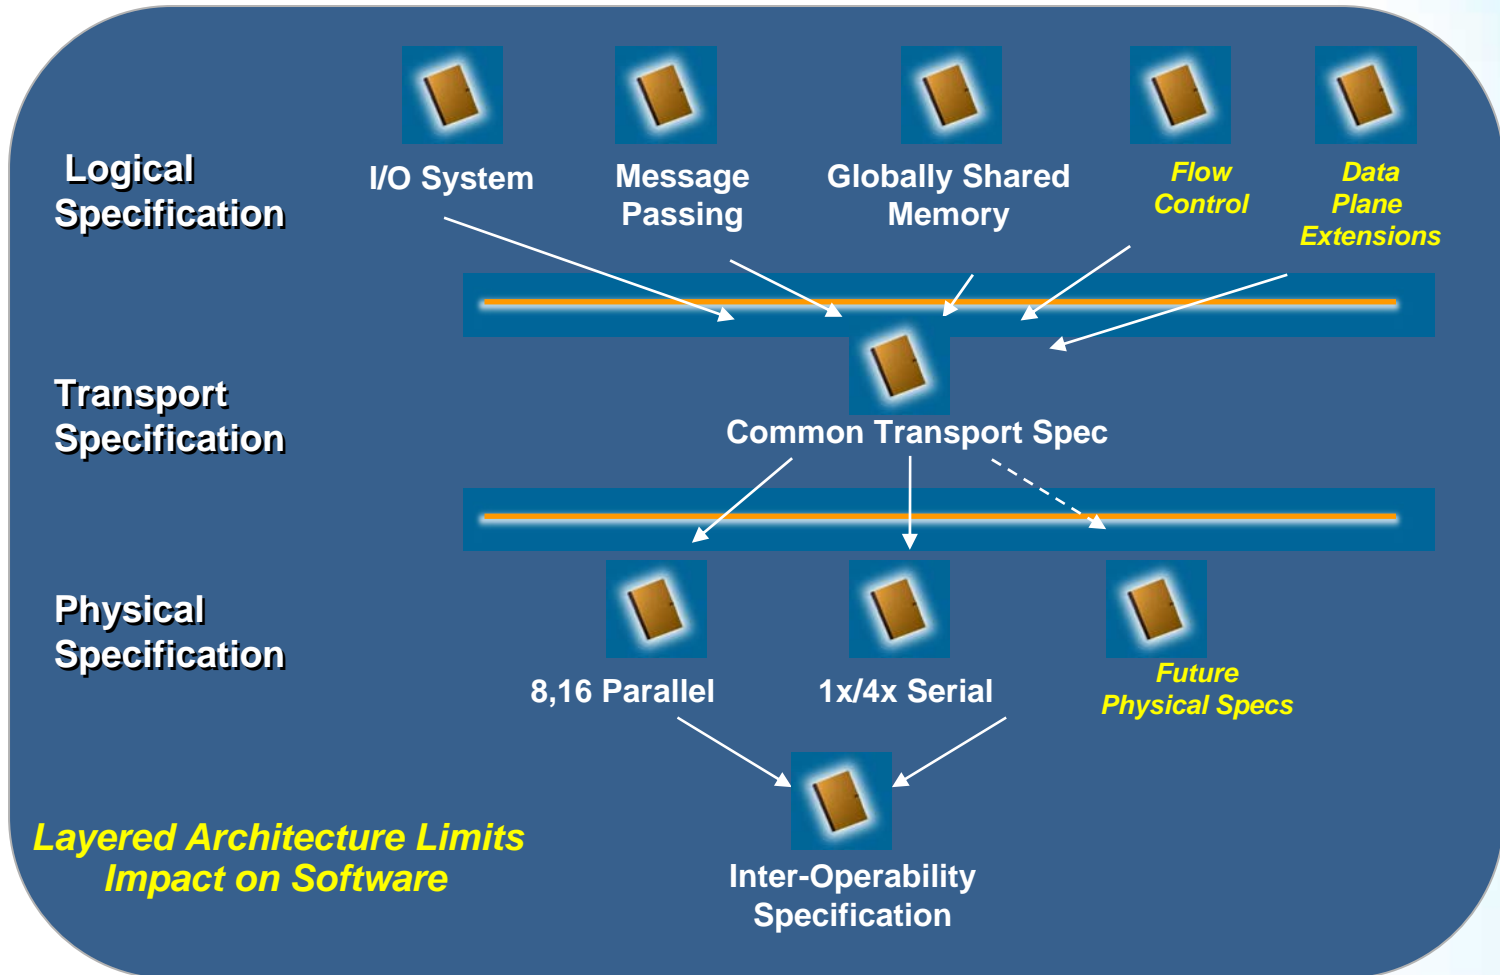 Logical
Specification
I/O System
Message
Passing
Globally Shared
Memory
Flow
Control
Data
Plane
Extensions
Transport
Specification
Common Transport Spec
Physical
Specification
8,16 Parallel
1x/4x Serial
Future
Physical Specs
Layered Architecture Limits
Impact on Software
Inter-Operability
Specification